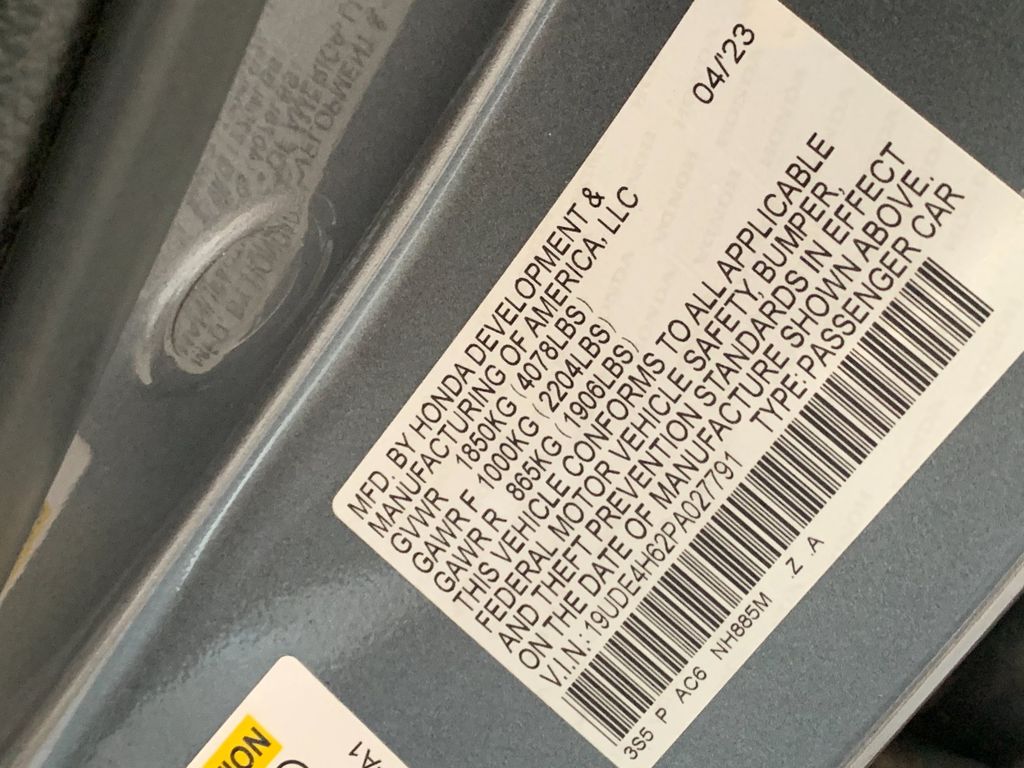 04/'23
MFD. BY HONDA DEVELOPMENT &
MANUFACTURING OF AMERICA, LLC
GVWR 1850KG (4078LBS)
GAWR F 1000KG (2204LBS)
GAWR R 865KG (1906LBS)
THIS VEHICLE CONFORMS TO ALL APPLICABLE
FEDERAL MOTOR VEHICLE SAFETY, BUMPER,
AND THEFT PREVENTION STANDARDS IN EFFECT
ON THE DATE OF MANUFACTURE SHOWN ABOVE.
V.I.N.:19UDE4H62PA027791 TYPE:PASSENGER CAR
3S5 P AC6 NH885M .Z .A